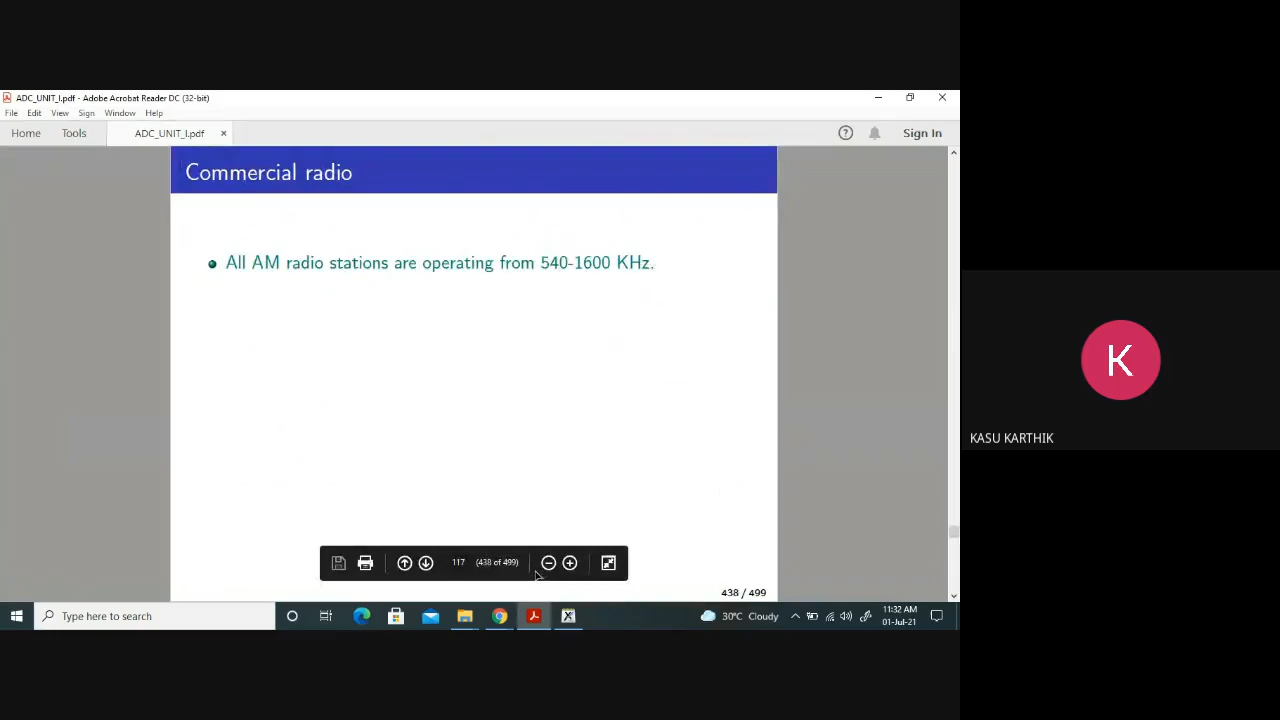 ADC_UNIT_I.pdf - Adobe Acrobat Reader DC (32-bit)
File Edit View Sign Window Help
Home Tools ADC_UNIT_I.pdf × Sign In
Commercial radio
All AM radio stations are operating from 540-1600 KHz.
K
KASU KARTHIK
117 (438 of 499)
438 / 499
Type here to search
30°C Cloudy
11:32 AM
01-Jul-21